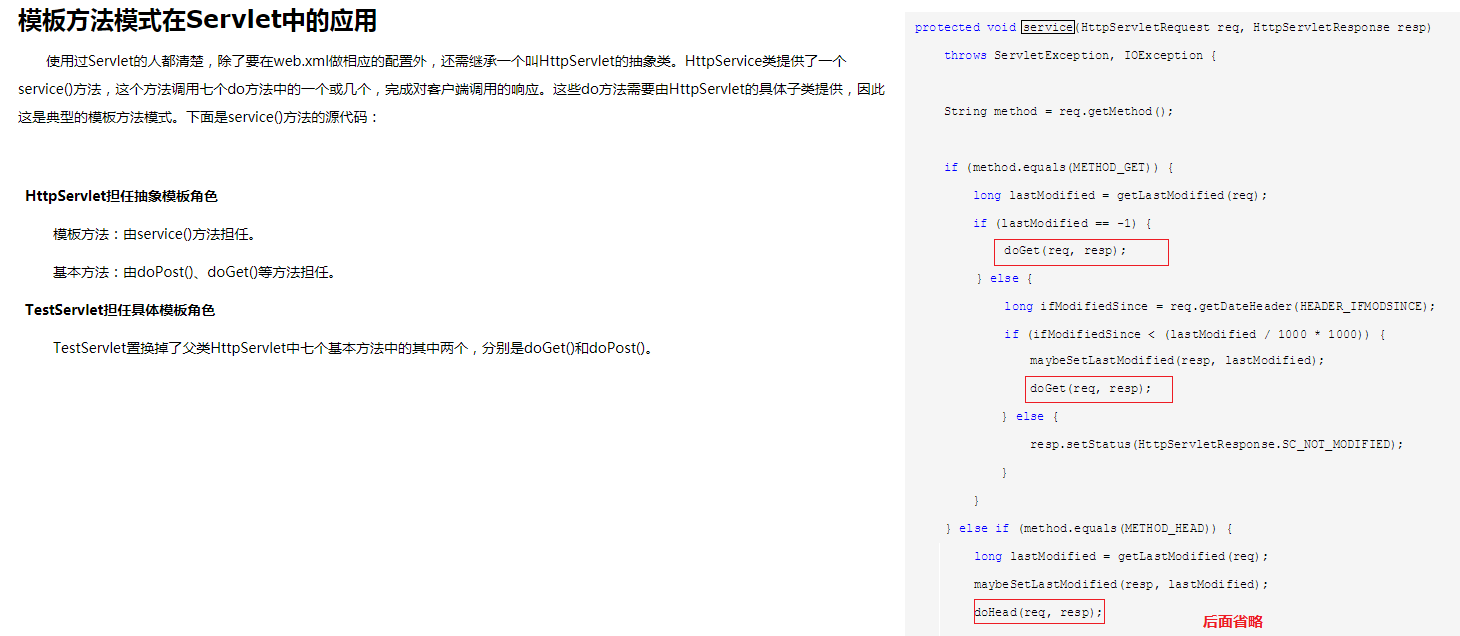 模板方法模式在Servlet中的应用
使用过Servlet的人都清楚，除了要在web.xml做相应的配置外，还需继承一个叫HttpServlet的抽象类。HttpService类提供了一个
service()方法，这个方法调用七个do方法中的一个或几个，完成对客户端调用的响应。这些do方法需要由HttpServlet的具体子类提供，因此
这是典型的模板方法模式。下面是service()方法的源代码：
HttpServlet担任抽象模板角色
模板方法：由service()方法担任。
基本方法：由doPost()、doGet()等方法担任。
TestServlet担任具体模板角色
TestServlet置换掉了父类HttpServlet中七个基本方法中的其中两个，分别是doGet()和doPost()。
protected void service(HttpServletRequest req, HttpServletResponse resp)
throws ServletException, IOException {
String method = req.getMethod();
if (method.equals(METHOD_GET)) {
long lastModified = getLastModified(req);
if (lastModified == -1) {
doGet(req, resp);
} else {
long ifModifiedSince = req.getDateHeader(HEADER_IFMODSINCE);
if (ifModifiedSince < (lastModified / 1000 * 1000)) {
maybeSetLastModified(resp, lastModified);
doGet(req, resp);
} else {
resp.setStatus(HttpServletResponse.SC_NOT_MODIFIED);
}
}
} else if (method.equals(METHOD_HEAD)) {
long lastModified = getLastModified(req);
maybeSetLastModified(resp, lastModified);
doHead(req, resp);
后面省略